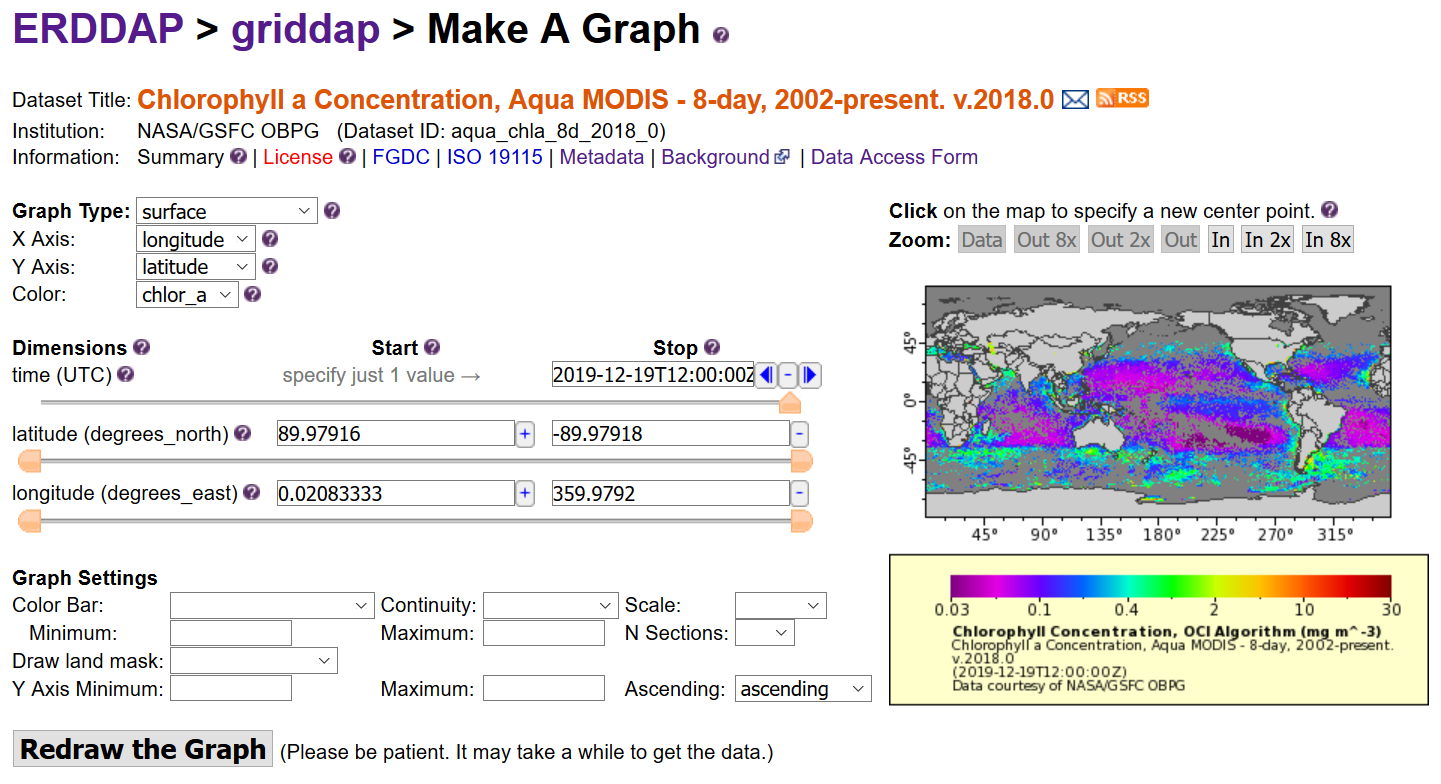 ERDDAP > griddap > Make A Graph ?
Dataset Title: Chlorophyll a Concentration, Aqua MODIS - 8-day, 2002-present. v.2018.0 RSS
Institution: NASA/GSFC OBPG (Dataset ID: aqua_chla_8d_2018_0)
Information: Summary ? | License ? | FGDC | ISO 19115 | Metadata | Background | Data Access Form
Graph Type: surface ?
X Axis: longitude ?
Y Axis: latitude ?
Color: chlor_a ?
Dimensions ? Start ? Stop ?
time (UTC) ? specify just 1 value → 2019-12-19T12:00:00Z -
latitude (degrees_north) ? 89.97916 + -89.97918 -
longitude (degrees_east) ? 0.02083333 + 359.9792 -
Graph Settings
Color Bar: Continuity: Scale:
Minimum: Maximum: N Sections:
Draw land mask:
Y Axis Minimum: Maximum: Ascending: ascending
Redraw the Graph (Please be patient. It may take a while to get the data.)
Click on the map to specify a new center point. ?
Zoom: Data Out 8x Out 2x Out In In 2x In 8x
45°
0°
-45°
45° 90° 135° 180° 225° 270° 315°
0.03 0.1 0.4 2 10 30
Chlorophyll Concentration, OCI Algorithm (mg m^-3)
Chlorophyll a Concentration, Aqua MODIS - 8-day, 2002-present.
v.2018.0
(2019-12-19T12:00:00Z)
Data courtesy of NASA/GSFC OBPG